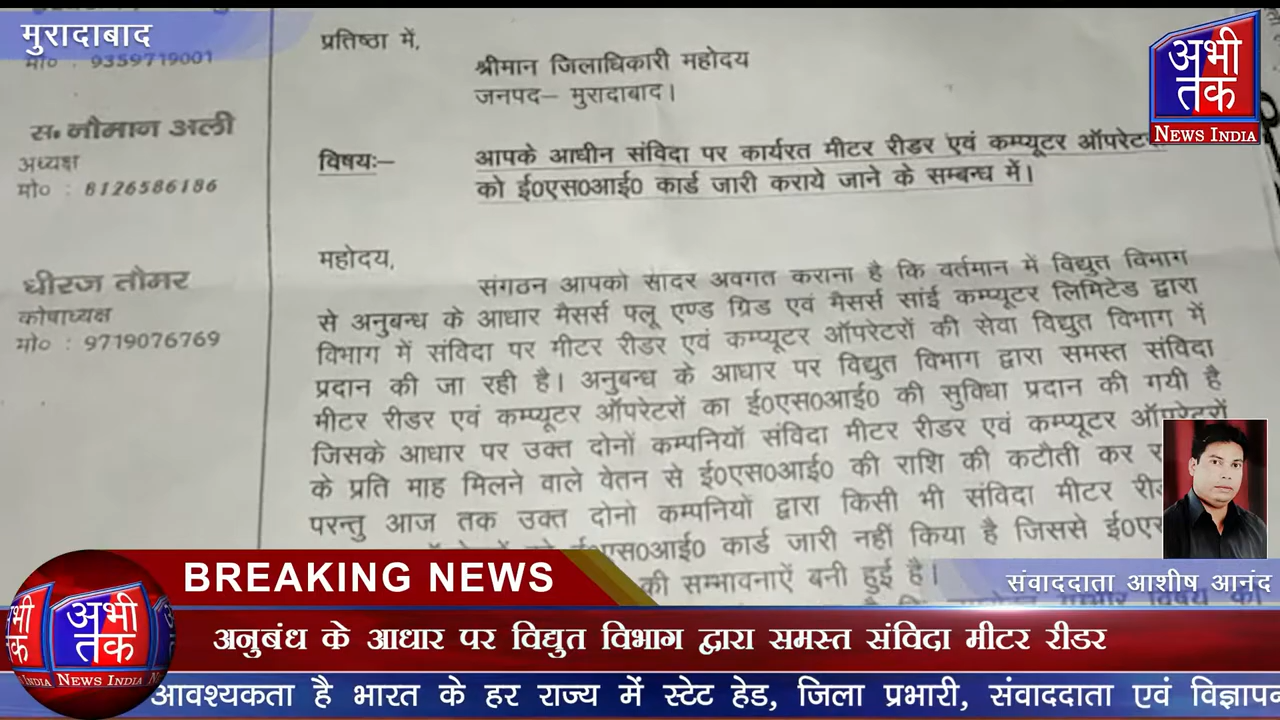 मुरादाबाद
मो० : 9359719001
स. नौमान अली
अध्यक्ष
मो० : 8126586186
धीरज तौमर
कोषाध्यक्ष
मो० : 9719076769
प्रतिष्ठा में,
श्रीमान जिलाधिकारी महोदय
जनपद– मुरादाबाद।
विषयः– आपके आधीन संविदा पर कार्यरत मीटर रीडर एवं कम्प्यूटर
को ई0एस0आई0 कार्ड जारी कराये जाने के सम्बन्ध में।
महोदय,
संगठन आपको सादर अवगत कराना है कि वर्तमान में विद्युत विभाग
से अनुबन्ध के आधार मैसर्स फ्लू एण्ड ग्रिड एवं मैसर्स सांई कम्प्यूटर लिमिटेड द्वारा
विभाग में संविदा पर मीटर रीडर एवं कम्प्यूटर ऑपरेटरों की सेवा विद्युत विभाग में
प्रदान की जा रही है। अनुबन्ध के आधार पर विद्युत विभाग द्वारा समस्त संविदा
मीटर रीडर एवं कम्प्यूटर ऑपरेटरों का ई0एस0आई0 की सुविधा प्रदान की गयी है
जिसके आधार पर उक्त दोनों कम्पनियॉ संविदा मीटर रीडर एवं कम्प्यूटर ऑपरेटरों
के प्रति माह मिलने वाले वेतन से ई0एस0आई0 की राशि की कटौती कर
परन्तु आज तक उक्त दोनो कम्पनियों द्वारा किसी भी संविदा मीटर
कार्ड जारी नहीं किया है जिससे
की सम्भावनाऐं बनी हुई है।
अभी
तक
NEWS INDIA
संवाददाता आशीष आनंद
BREAKING NEWS
अभी
तक
NEWS INDIA
अनुबंध के आधार पर विद्युत विभाग द्वारा समस्त संविदा मीटर रीडर
आवश्यकता है भारत के हर राज्य में स्टेट हेड, जिला प्रभारी, संवाददाता एवं